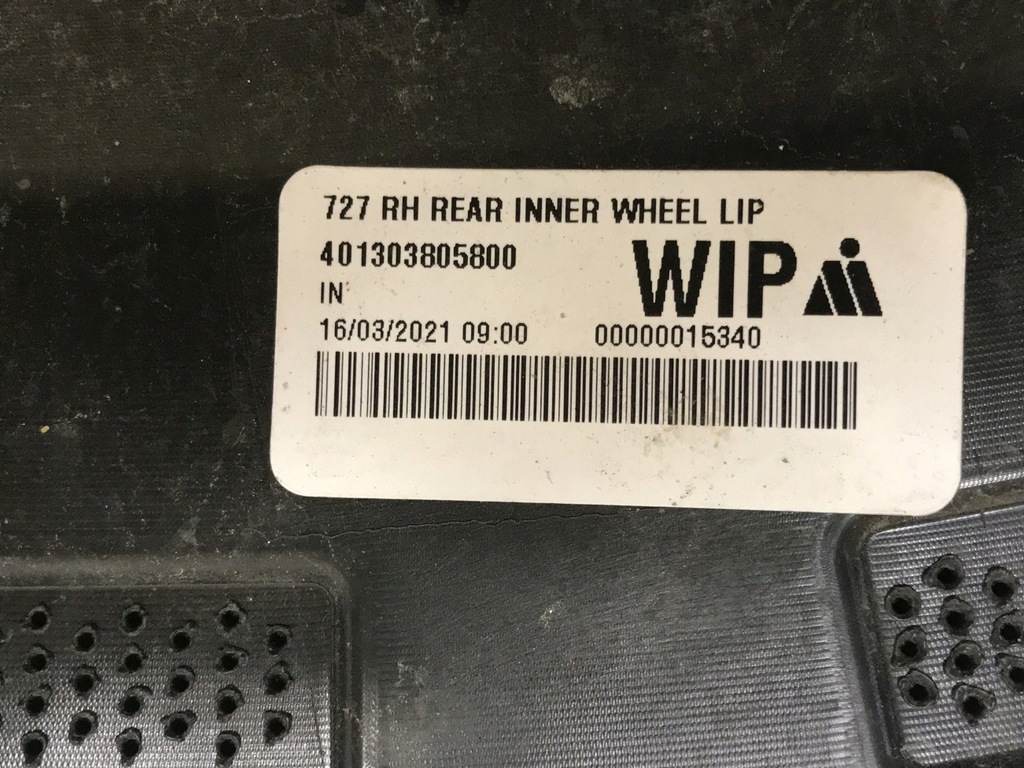 727 RH REAR INNER WHEEL LIP
401303805800
WIP
IN
16/03/2021 09:00 00000015340